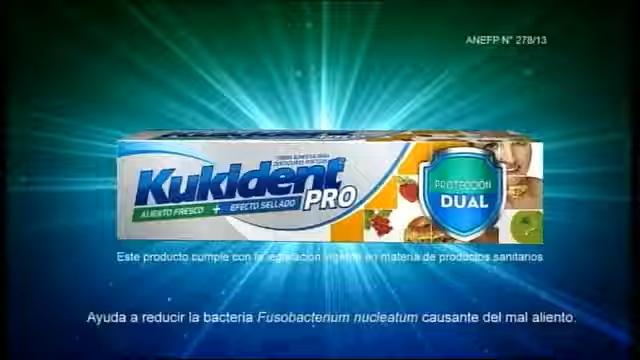 ANEFP N° 278/13
Kukident
PRO
ALIENTO FRESCO + EFECTO SELLADO
PROTECCIÓN
DUAL
Este producto cumple con la legislación vigente en materia de productos sanitarios
Ayuda a reducir la bacteria Fusobacterium nucleatum causante del mal aliento.